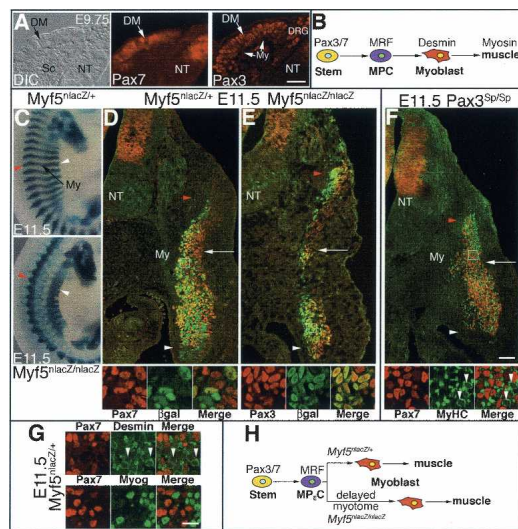 A
DM
E9.75
Sc
NT
DIC
DM
NT
Pax7
DM
DRG
My
NT
Pax3
B
Pax3/7 MRF Desmin Myosin
Stem MPC Myoblast muscle
Myf5nlacZ/+
Myf5nlacZ/+ E11.5 Myf5nlacZ/nlacZ
E11.5 Pax3Sp/Sp
C
My
E11.5
E11.5
Myf5nlacZ/nlacZ
D
NT
My
Pax7 βgal Merge
E
Pax3 βgal Merge
F
NT
My
Pax7 MyHC Merge
G
E11.5
Myf5nlacZ/+
Pax7 Desmin Merge
Pax7 Myog Merge
H
Myf5nlacZ/+
muscle
Pax3/7 MRF Myoblast
Stem MPeC delayed
myotome
muscle
Myf5nlacZ/nlacZ